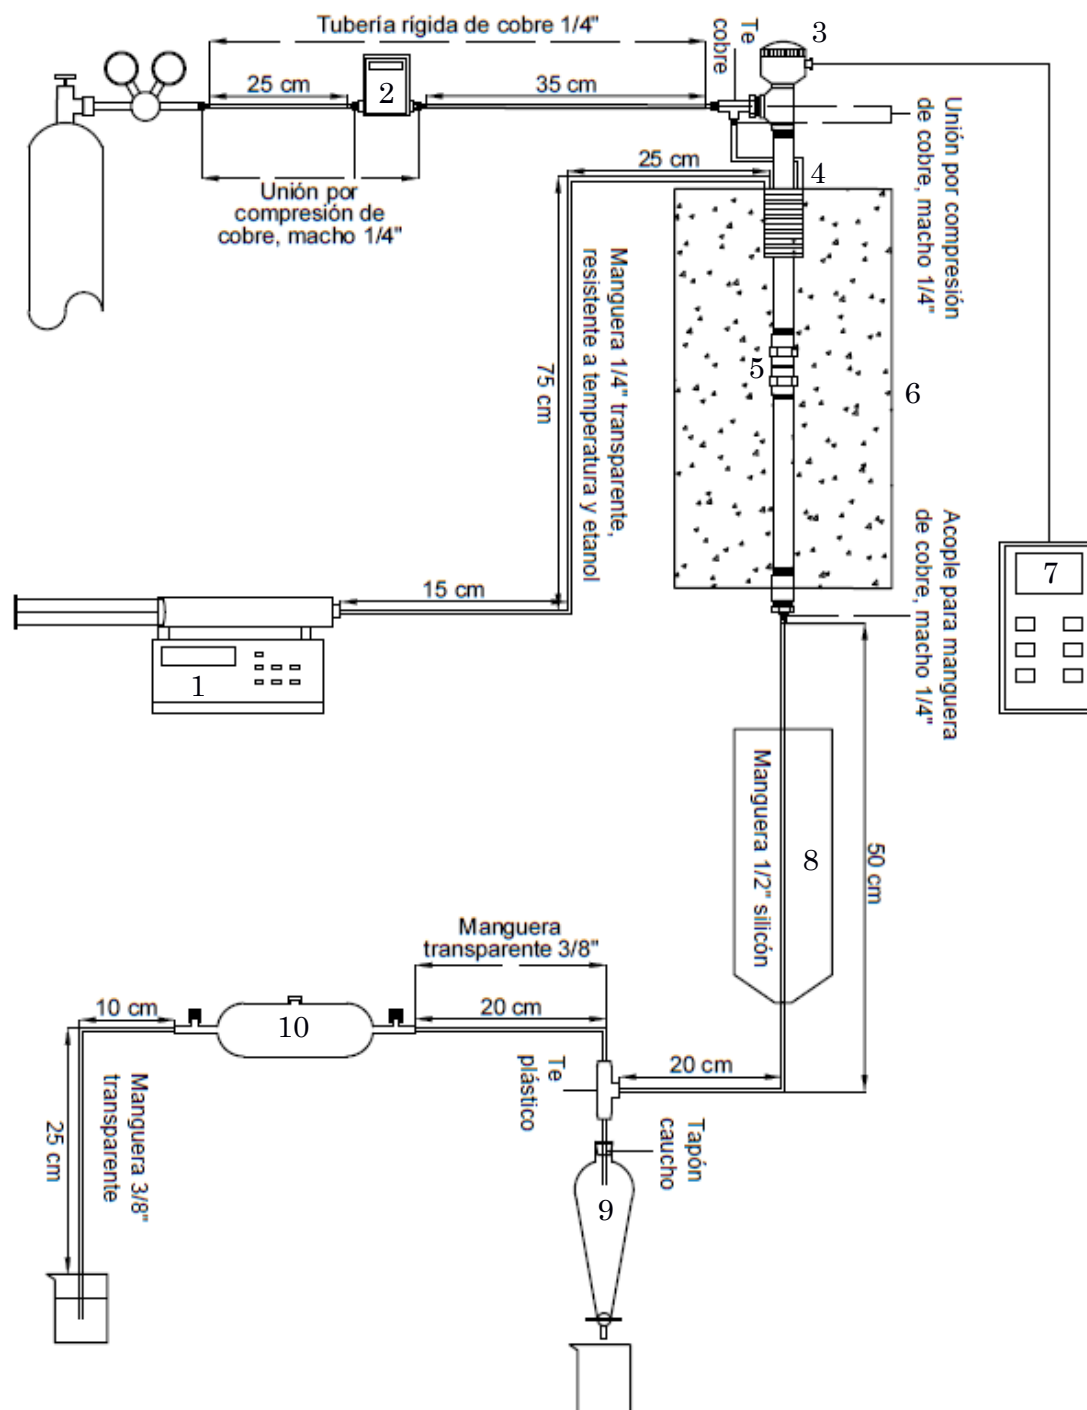 Tubería rígida de cobre 1/4"
25 cm
2
35 cm
Te
cobre
3
Unión por compresión
de cobre, macho 1/4"
Unión por
compresión de
cobre, macho 1/4"
25 cm
4
Manguera 1/4" transparente,
resistente a temperatura y etanol
75 cm
5
6
15 cm
1
Acople para manguera
de cobre, macho 1/4"
7
Manguera 1/2" silicón
8
50 cm
Manguera
transparente 3/8"
10 cm
10
20 cm
Te
plástico
20 cm
Manguera 3/8"
transparente
25 cm
Tapón
caucho
9